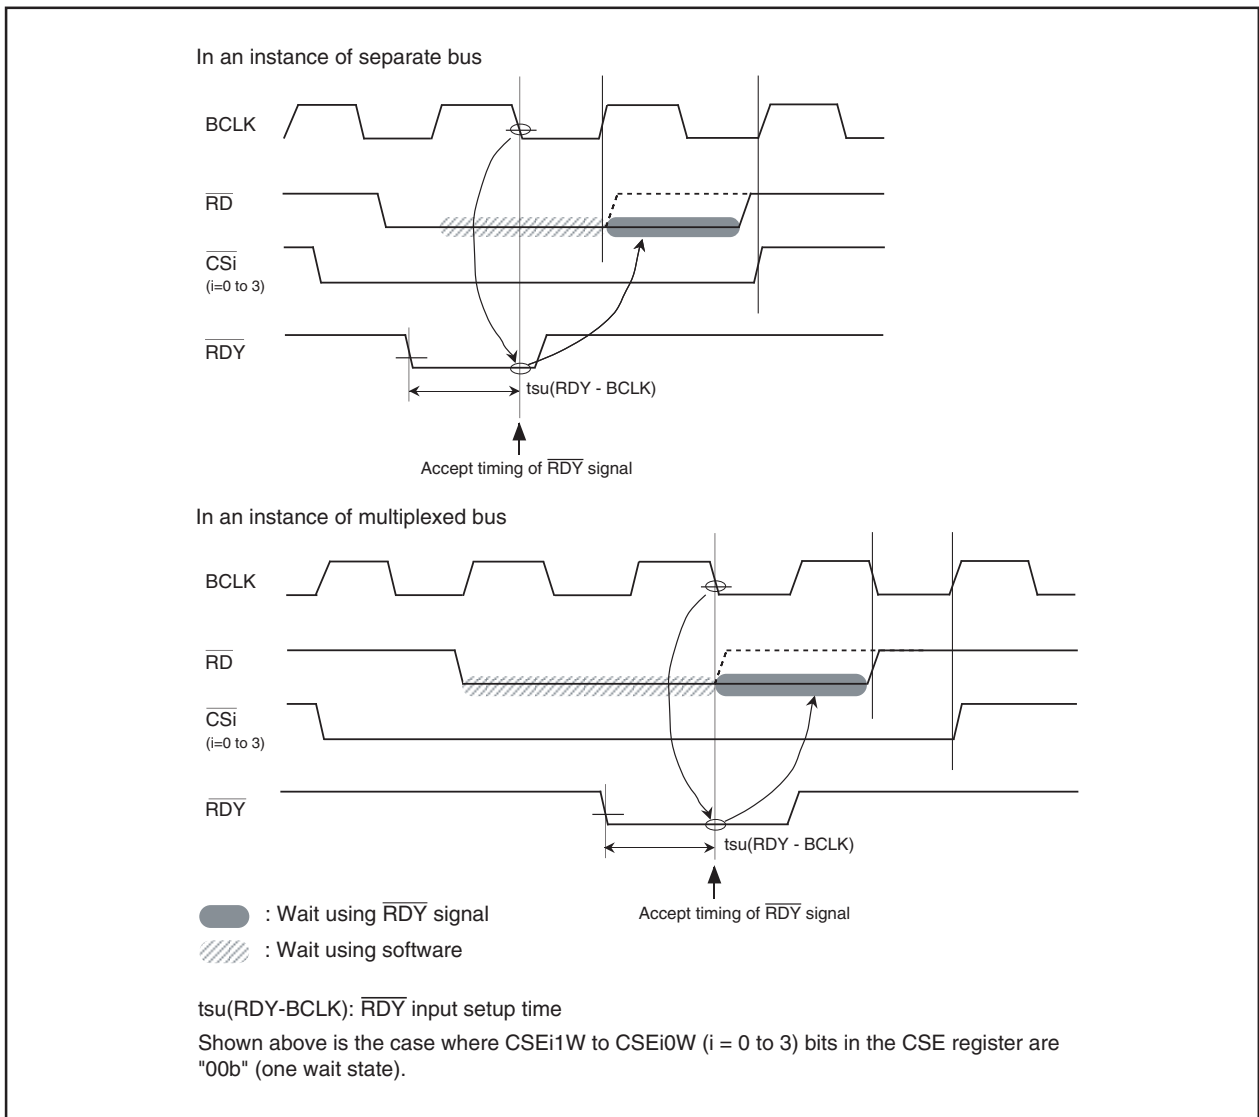 In an instance of separate bus
BCLK
RD
CSi
(i=0 to 3)
RDY
tsu(RDY - BCLK)
Accept timing of RDY signal
In an instance of multiplexed bus
BCLK
RD
CSi
(i=0 to 3)
RDY
tsu(RDY - BCLK)
Accept timing of RDY signal
: Wait using RDY signal
: Wait using software
tsu(RDY-BCLK): RDY input setup time
Shown above is the case where CSEi1W to CSEi0W (i = 0 to 3) bits in the CSE register are
"00b" (one wait state).